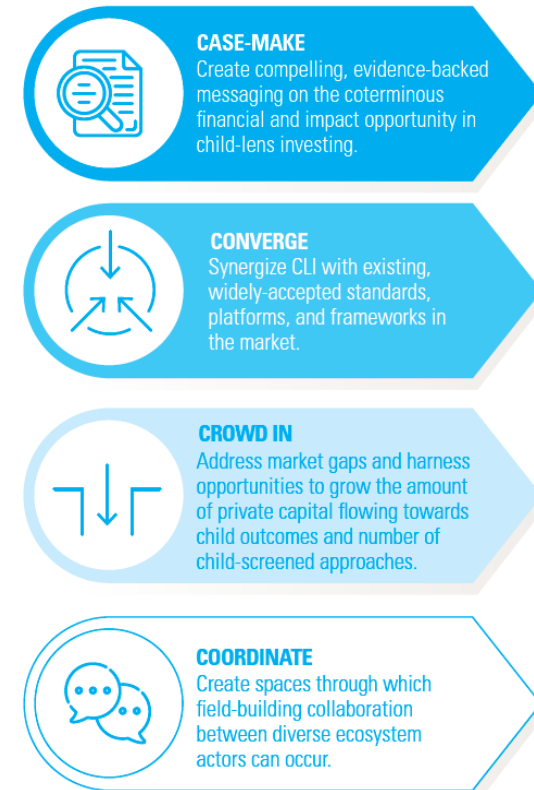 CASE-MAKE
Create compelling, evidence-backed
messaging on the coterminous
financial and impact opportunity in
child-lens investing.
CONVERGE
Synergize CLI with existing,
widely-accepted standards,
platforms, and frameworks in
the market.
CROWD IN
Address market gaps and harness
opportunities to grow the amount
of private capital flowing towards
child outcomes and number of
child-screened approaches.
COORDINATE
Create spaces through which
field-building collaboration
between diverse ecosystem
actors can occur.